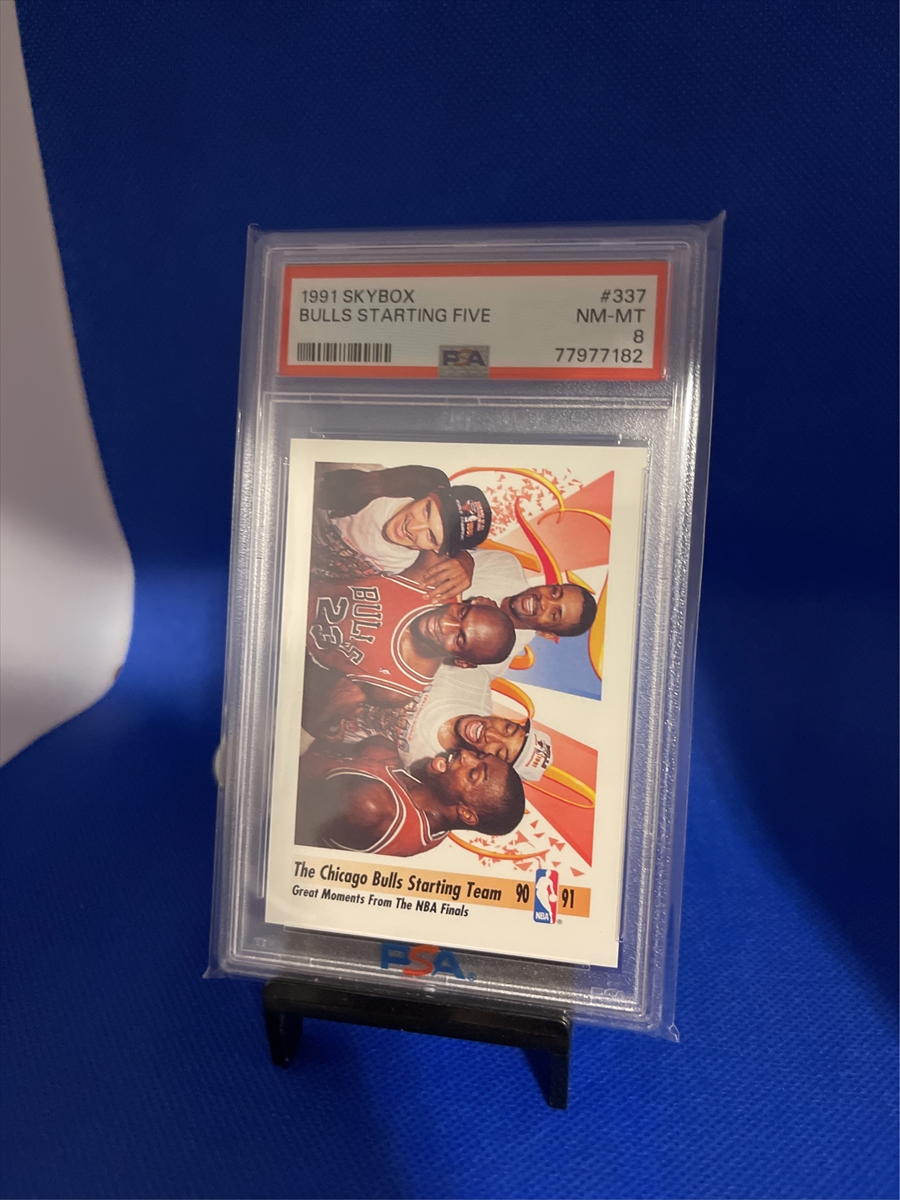 1991 SKYBOX #337
BULLS STARTING FIVE NM-MT
8
PSA 77977182
BULLS
23
The Chicago Bulls Starting Team 90 NBA 91
Great Moments From The NBA Finals
PSA